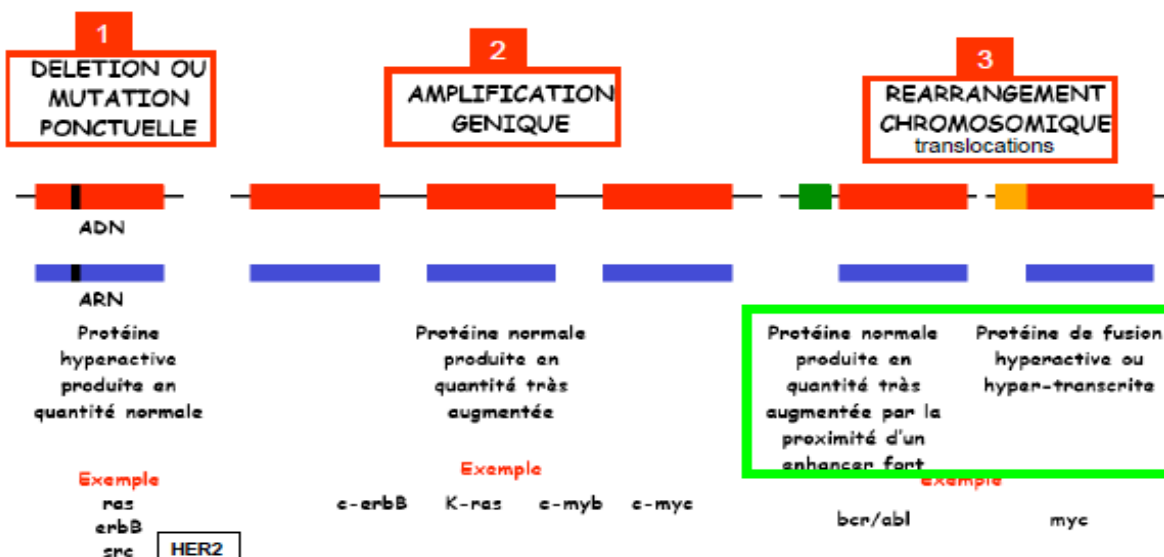 1
DELETION OU
MUTATION
PONCTUELLE
2
AMPLIFICATION
GENIQUE
3
REARRANGEMENT
CHROMOSOMIQUE
translocations
ADN
ARN
Protéine
hyperactive
produite en
quantité normale
Protéine normale
produite en
quantité très
augmentée
Protéine normale
produite en
quantité très
augmentée par la
proximité d'un
enhancer fort
Protéine de fusion
hyperactive ou
hyper-transcrite
Exemple
ras
erbB
src
HER2
Exemple
c-erbB K-ras c-myb c-myc
Exemple
bcr/abl myc